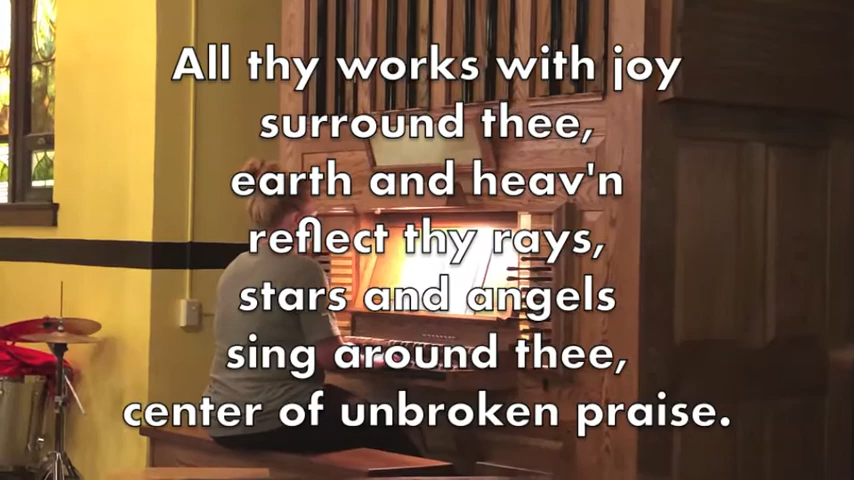 All thy works with joy
surround thee,
earth and heav'n
reflect thy rays,
stars and angels
sing around thee,
center of unbroken praise.